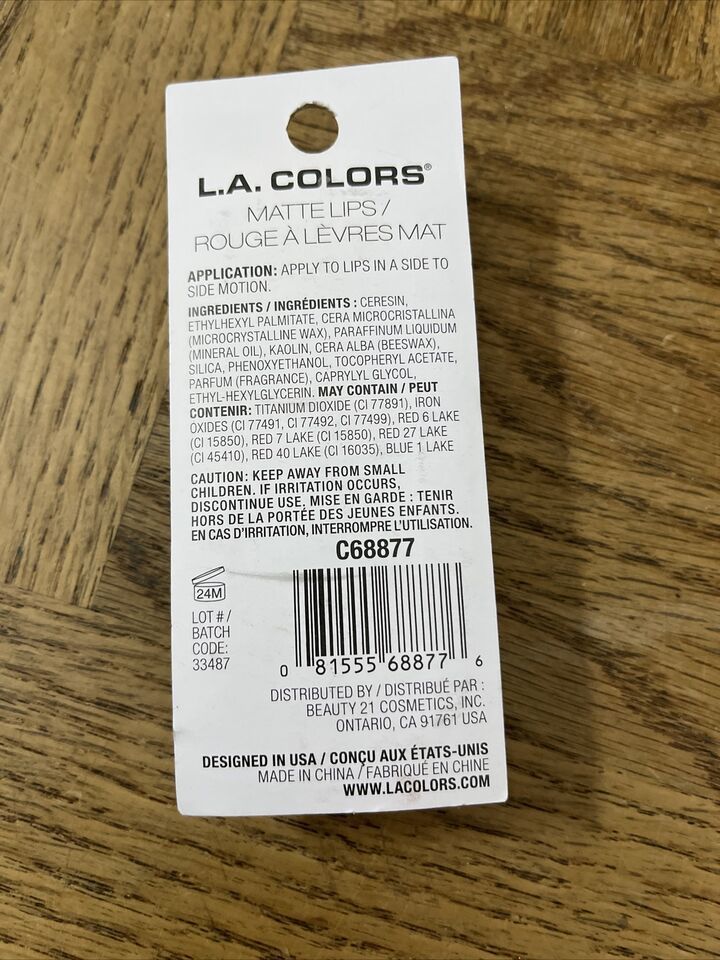 L.A. COLORS®
MATTE LIPS /
ROUGE À LÈVRES MAT
APPLICATION: APPLY TO LIPS IN A SIDE TO
SIDE MOTION.
INGREDIENTS / INGRÉDIENTS : CERESIN,
ETHYLHEXYL PALMITATE, CERA MICROCRISTALLINA
(MICROCRYSTALLINE WAX), PARAFFINUM LIQUIDUM
(MINERAL OIL), KAOLIN, CERA ALBA (BEESWAX),
SILICA, PHENOXYETHANOL, TOCOPHERYL ACETATE,
PARFUM (FRAGRANCE), CAPRYLYL GLYCOL,
ETHYL-HEXYLGLYCERIN. MAY CONTAIN / PEUT
CONTENIR: TITANIUM DIOXIDE (CI 77891), IRON
OXIDES (CI 77491, CI 77492, CI 77499), RED 6 LAKE
(CI 15850), RED 7 LAKE (CI 15850), RED 27 LAKE
(CI 45410), RED 40 LAKE (CI 16035), BLUE 1 LAKE
CAUTION: KEEP AWAY FROM SMALL
CHILDREN. IF IRRITATION OCCURS,
DISCONTINUE USE. MISE EN GARDE : TENIR
HORS DE LA PORTÉE DES JEUNES ENFANTS.
EN CAS D'IRRITATION, INTERROMPRE L'UTILISATION.
C68877
24M
LOT # /
BATCH
CODE:
33487
0 81555 68877 6
DISTRIBUTED BY / DISTRIBUÉ PAR :
BEAUTY 21 COSMETICS, INC.
ONTARIO, CA 91761 USA
DESIGNED IN USA / CONÇU AUX ÉTATS-UNIS
MADE IN CHINA / FABRIQUÉ EN CHINE
WWW.LACOLORS.COM